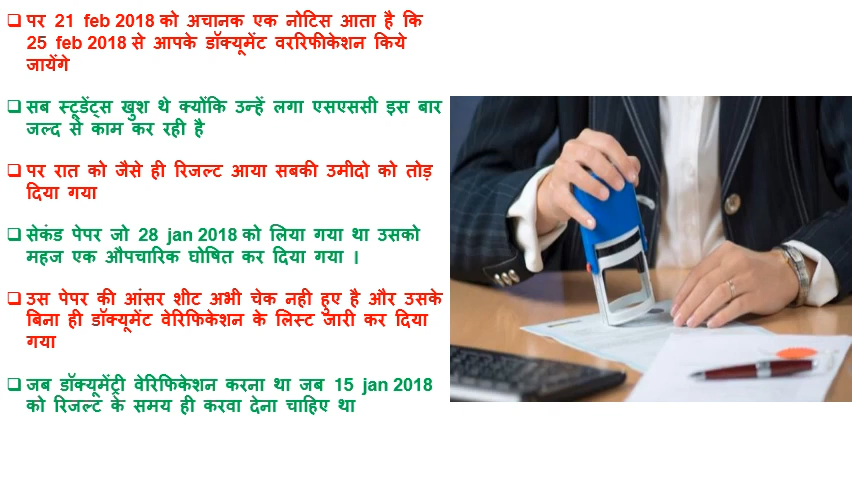 ❑ पर 21 feb 2018 को अचानक एक नोटिस आता है कि
25 feb 2018 से आपके डॉक्यूमेंट वररिफीकेशन किये
जायेंगे
❑ सब स्टूडेंट्स खुश थे क्योंकि उन्हें लगा एसएससी इस बार
जल्द से काम कर रही है
❑ पर रात को जैसे ही रिजल्ट आया सबकी उमीदो को तोड़
दिया गया
❑ सेकंड पेपर जो 28 jan 2018 को लिया गया था उसको
महज एक औपचारिक घोषित कर दिया गया ।
❑ उस पेपर की आंसर शीट अभी चेक नही हुए है और उसके
बिना ही डॉक्यूमेंट वेरिफिकेशन के लिस्ट जारी कर दिया
गया
❑ जब डॉक्यूमेंट्री वेरिफिकेशन करना था जब 15 jan 2018
को रिजल्ट के समय ही करवा देना चाहिए था